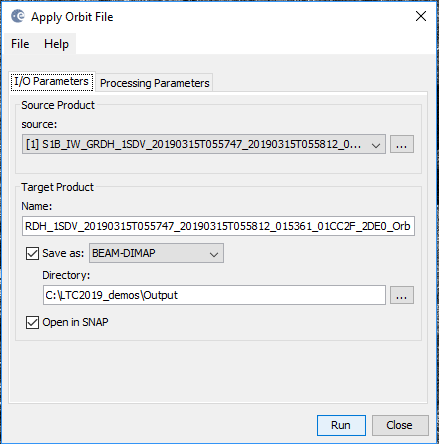 Apply Orbit File
File Help
I/O Parameters Processing Parameters
Source Product
source:
[1] S1B_IW_GRDH_1SDV_20190315T055747_20190315T055812_0... ...
Target Product
Name:
RDH_1SDV_20190315T055747_20190315T055812_015361_01CC2F_2DE0_Orb
Save as: BEAM-DIMAP
Directory:
C:\LTC2019_demos\Output ...
Open in SNAP
Run Close